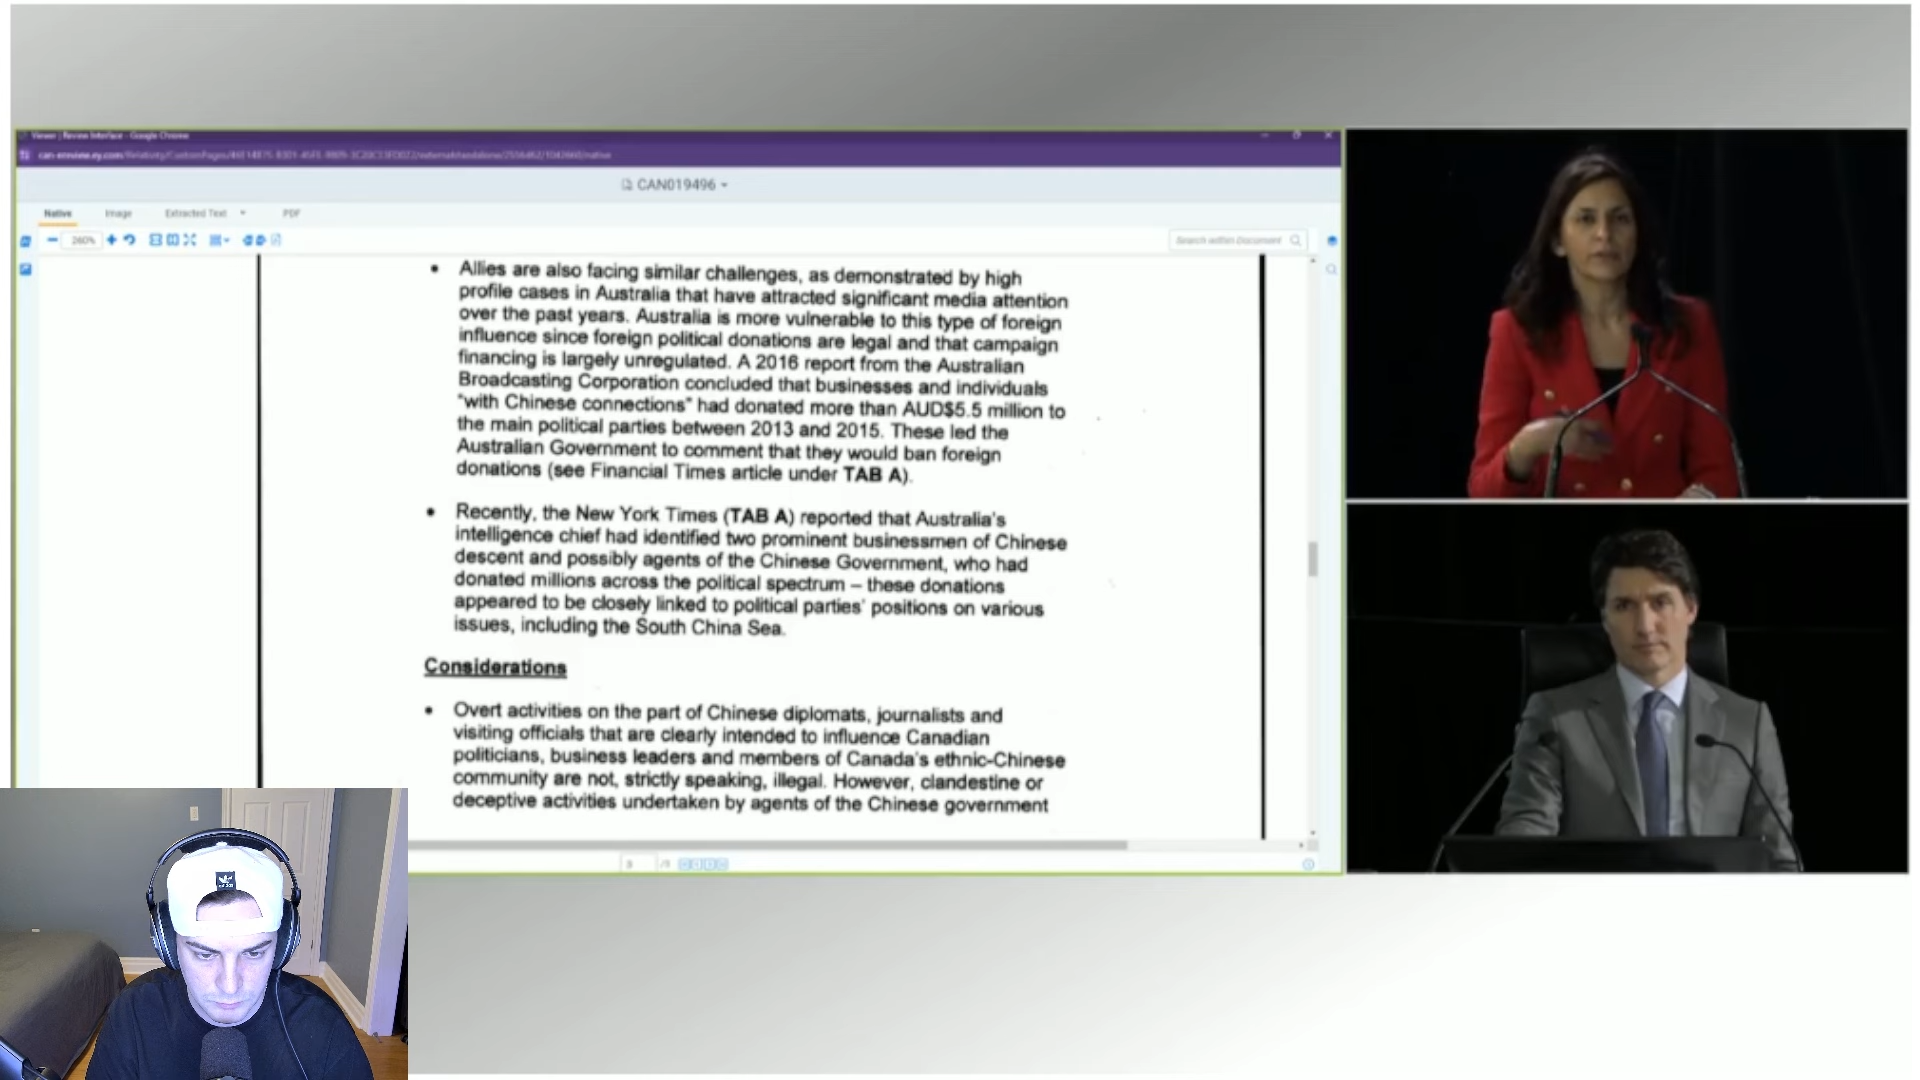 Viewer | Review Interface - Google Chrome
CAN019496
Native Image Extracted Text PDF
260%
Search within Document
• Allies are also facing similar challenges, as demonstrated by high
profile cases in Australia that have attracted significant media attention
over the past years. Australia is more vulnerable to this type of foreign
influence since foreign political donations are legal and that campaign
financing is largely unregulated. A 2016 report from the Australian
Broadcasting Corporation concluded that businesses and individuals
"with Chinese connections" had donated more than AUD$5.5 million to
the main political parties between 2013 and 2015. These led the
Australian Government to comment that they would ban foreign
donations (see Financial Times article under TAB A).
• Recently, the New York Times (TAB A) reported that Australia's
intelligence chief had identified two prominent businessmen of Chinese
descent and possibly agents of the Chinese Government, who had
donated millions across the political spectrum – these donations
appeared to be closely linked to political parties' positions on various
issues, including the South China Sea.
Considerations
• Overt activities on the part of Chinese diplomats, journalists and
visiting officials that are clearly intended to influence Canadian
politicians, business leaders and members of Canada's ethnic-Chinese
community are not, strictly speaking, illegal. However, clandestine or
deceptive activities undertaken by agents of the Chinese government